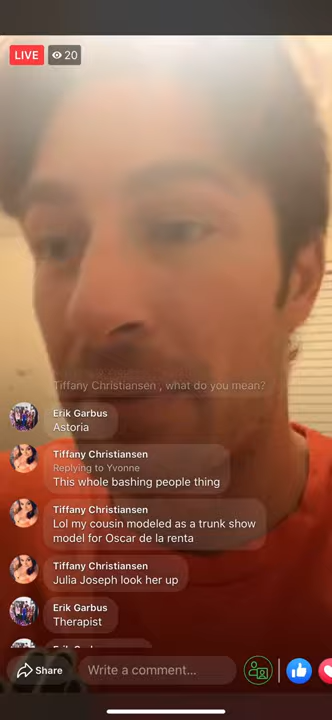 LIVE 20
Tiffany Christiansen , what do you mean?
Erik Garbus
Astoria
Tiffany Christiansen
Replying to Yvonne
This whole bashing people thing
Tiffany Christiansen
Lol my cousin modeled as a trunk show
model for Oscar de la renta
Tiffany Christiansen
Julia Joseph look her up
Erik Garbus
Therapist
Share Write a comment...